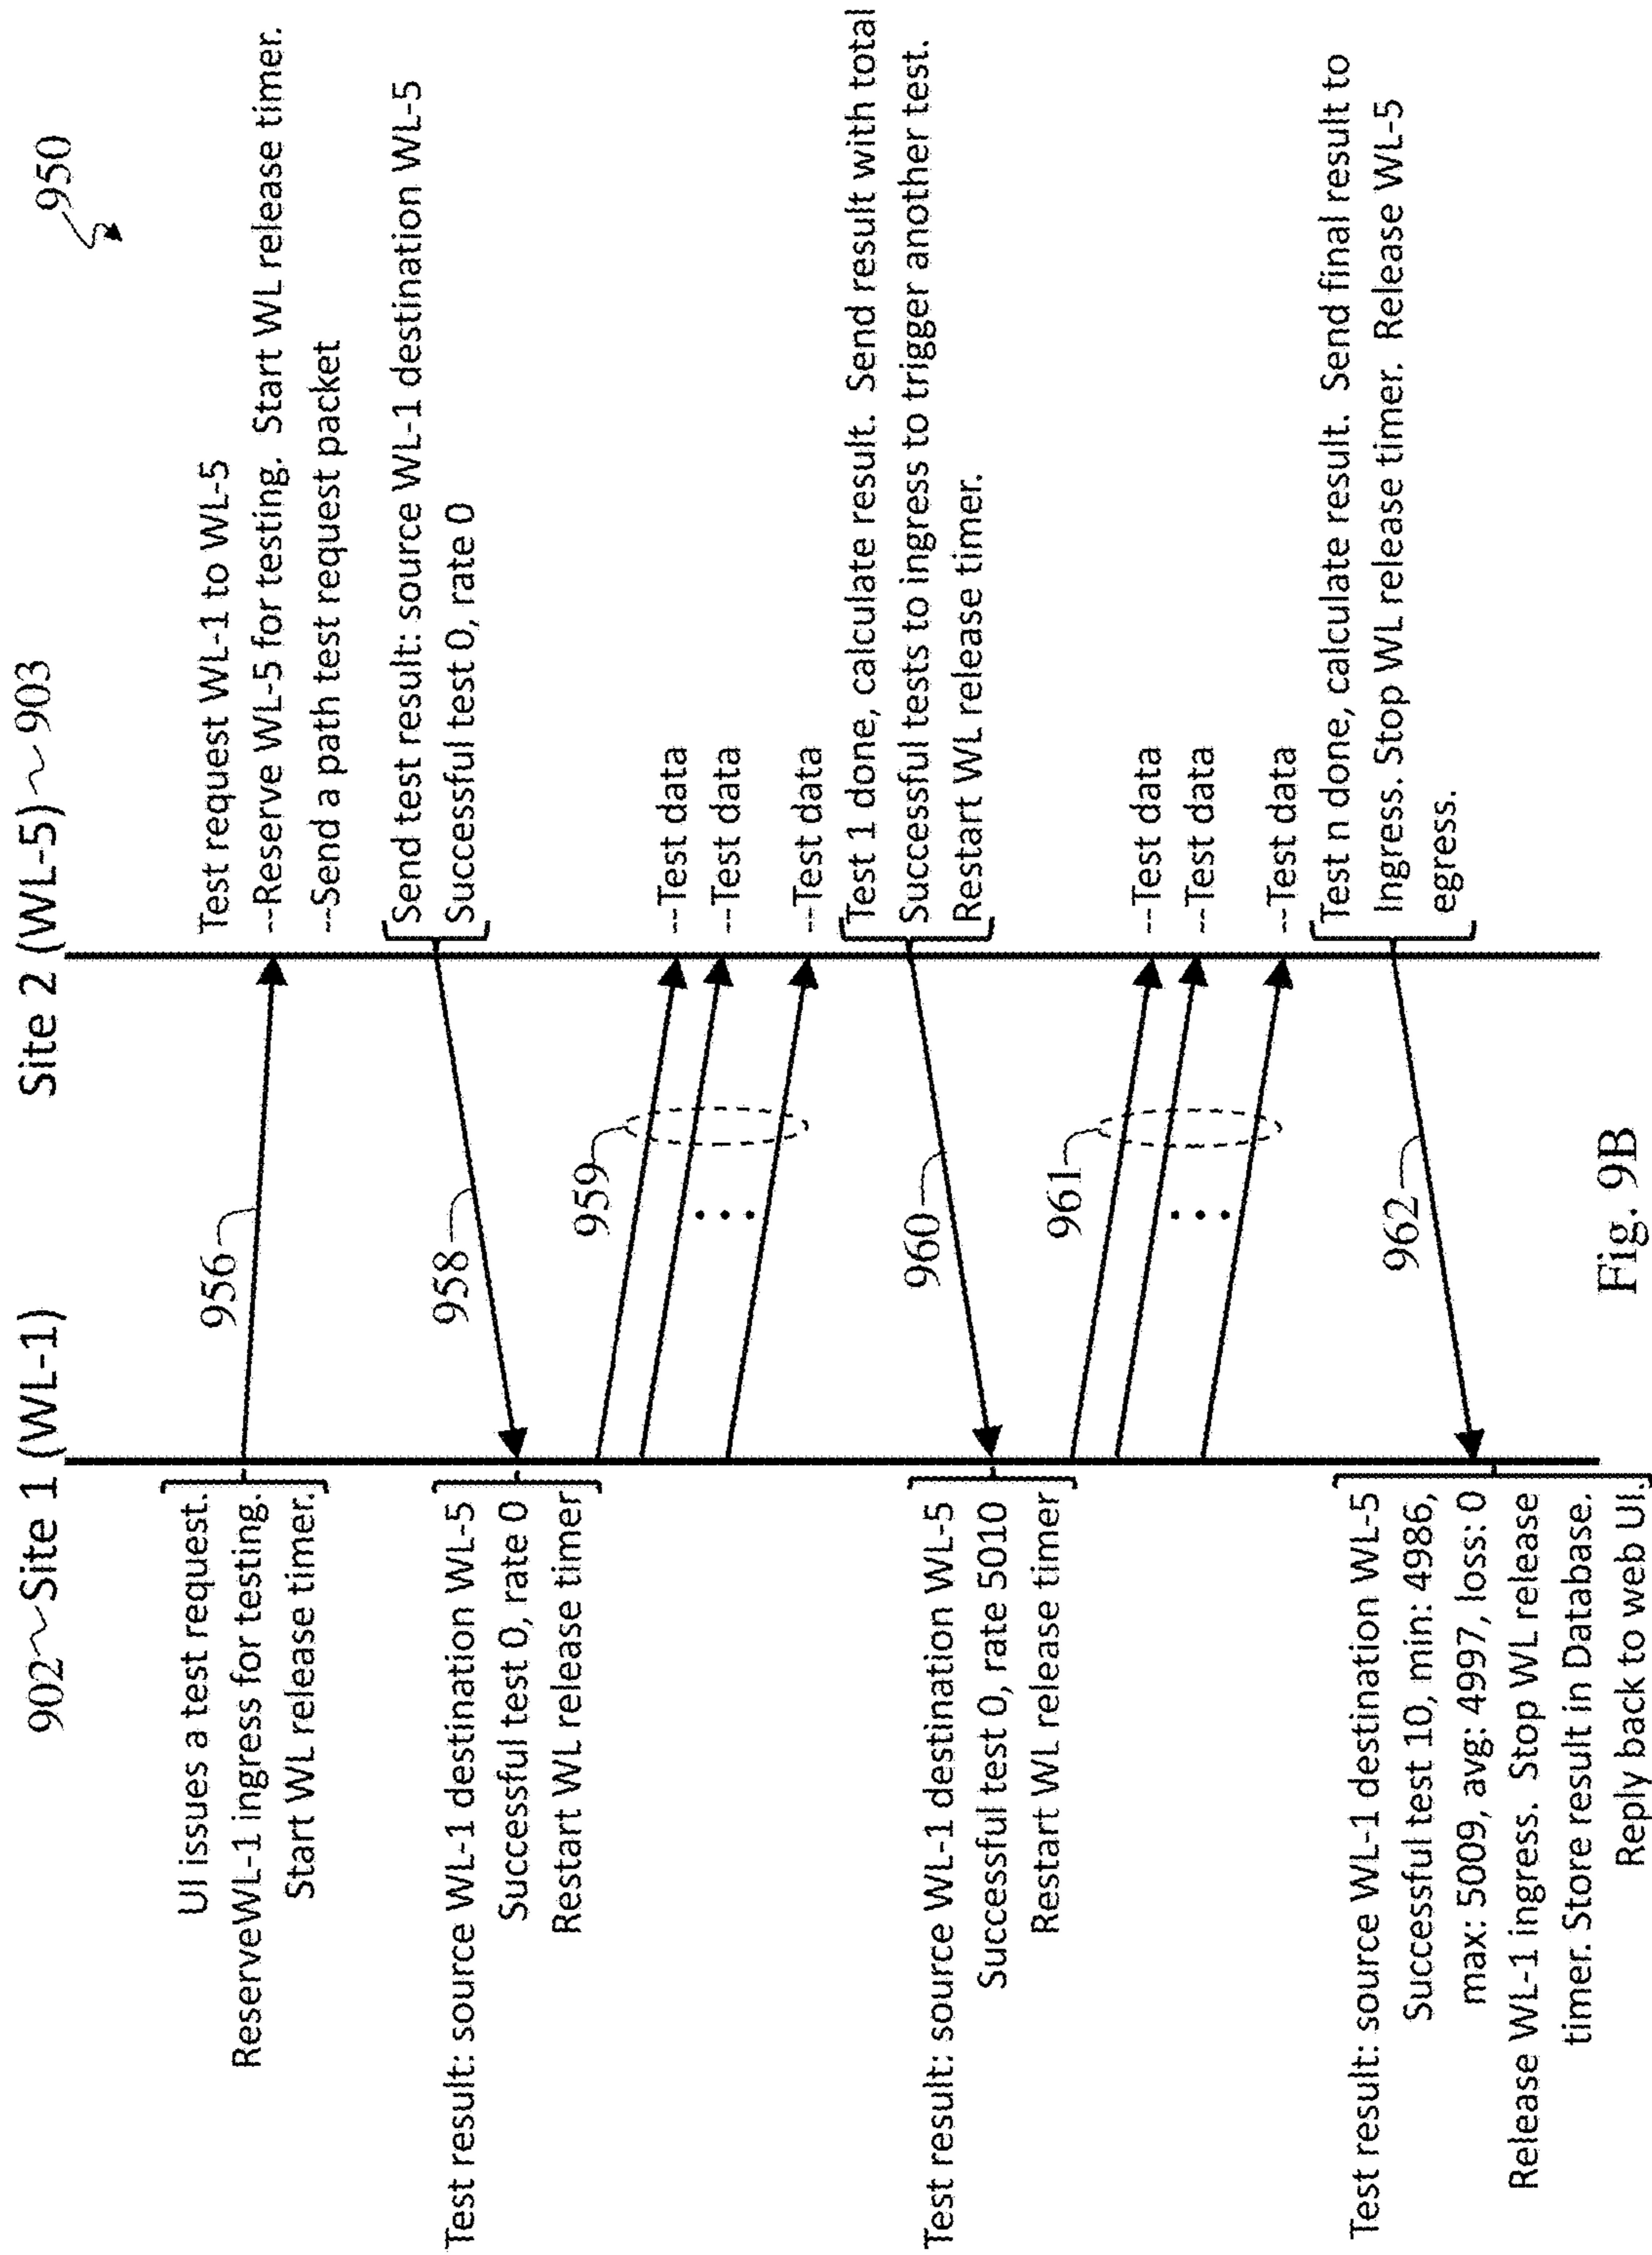 950
902 Site 1 (WL-1)
Site 2 (WL-5) 903
UI issues a test request.
ReserveWL-1 ingress for testing.
Start WL release timer.
956
Test request WL-1 to WL-5
--Reserve WL-5 for testing. Start WL release timer.
--Send a path test request packet
Send test result: source WL-1 destination WL-5
Successful test 0, rate 0
958
Test result: source WL-1 destination WL-5
Successful test 0, rate 0
Restart WL release timer
959
...
--Test data
--Test data
--Test data
Test 1 done, calculate result. Send result with total
Successful tests to ingress to trigger another test.
Restart WL release timer.
960
Test result: source WL-1 destination WL-5
Successful test 0, rate 5010
Restart WL release timer
961
...
--Test data
--Test data
--Test data
Test n done, calculate result. Send final result to
Ingress. Stop WL release timer. Release WL-5
egress.
962
Test result: source WL-1 destination WL-5
Successful test 10, min: 4986,
max: 5009, avg: 4997, loss: 0
Release WL-1 ingress. Stop WL release
timer. Store result in Database.
Reply back to web UI.
Fig. 9B